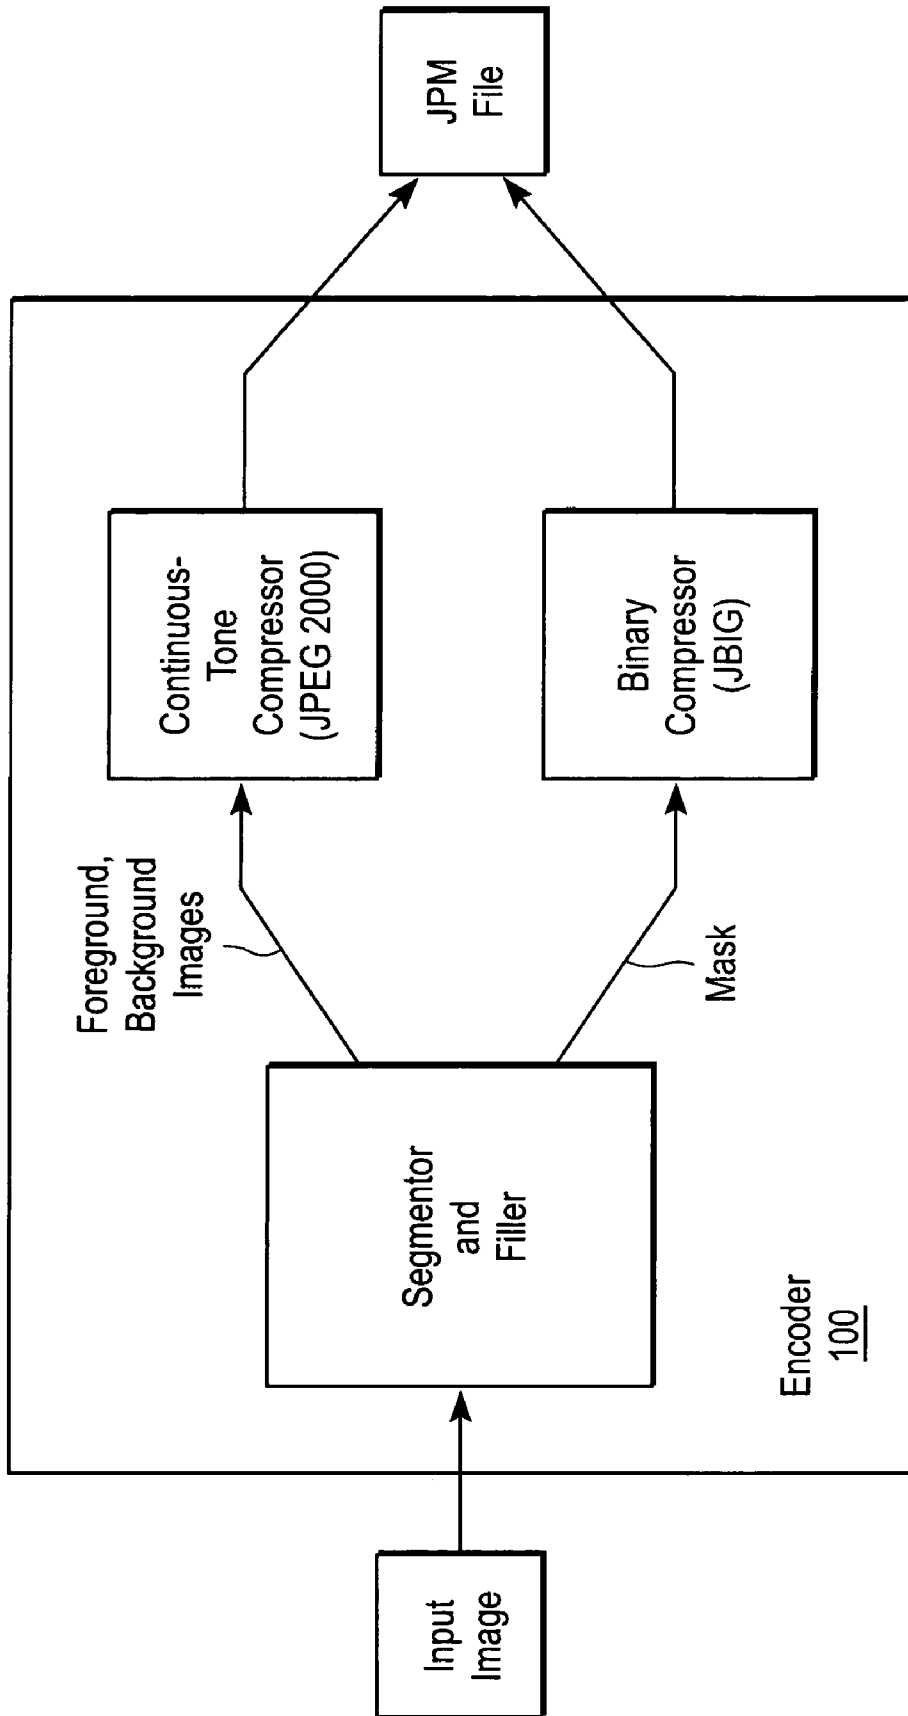 Input
Image
Encoder
100
Segmentor
and
Filler
Foreground,
Background
Images
Mask
Continuous-
Tone
Compressor
(JPEG 2000)
Binary
Compressor
(JBIG)
JPM
File